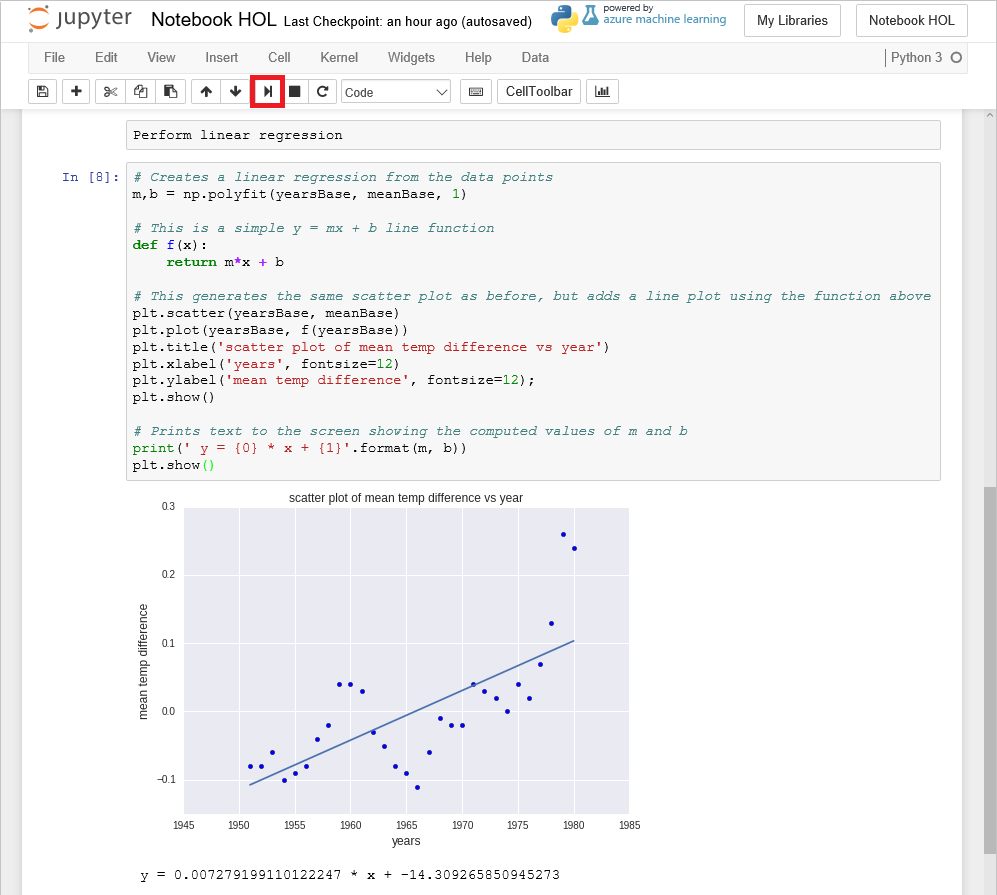 jupyter Notebook HOL Last Checkpoint: an hour ago (autosaved) powered by azure machine learning My Libraries Notebook HOL
File Edit View Insert Cell Kernel Widgets Help Data Python 3
Code CellToolbar
Perform linear regression
In [8]:
# Creates a linear regression from the data points
m,b = np.polyfit(yearsBase, meanBase, 1)
# This is a simple y = mx + b line function
def f(x):
    return m*x + b
# This generates the same scatter plot as before, but adds a line plot using the function above
plt.scatter(yearsBase, meanBase)
plt.plot(yearsBase, f(yearsBase))
plt.title('scatter plot of mean temp difference vs year')
plt.xlabel('years', fontsize=12)
plt.ylabel('mean temp difference', fontsize=12);
plt.show()
# Prints text to the screen showing the computed values of m and b
print(' y = {0} * x + {1}'.format(m, b))
plt.show()
scatter plot of mean temp difference vs year
0.3
0.2
0.1
0.0
−0.1
mean temp difference
1945 1950 1955 1960 1965 1970 1975 1980 1985
years
y = 0.007279199110122247 * x + -14.309265850945273